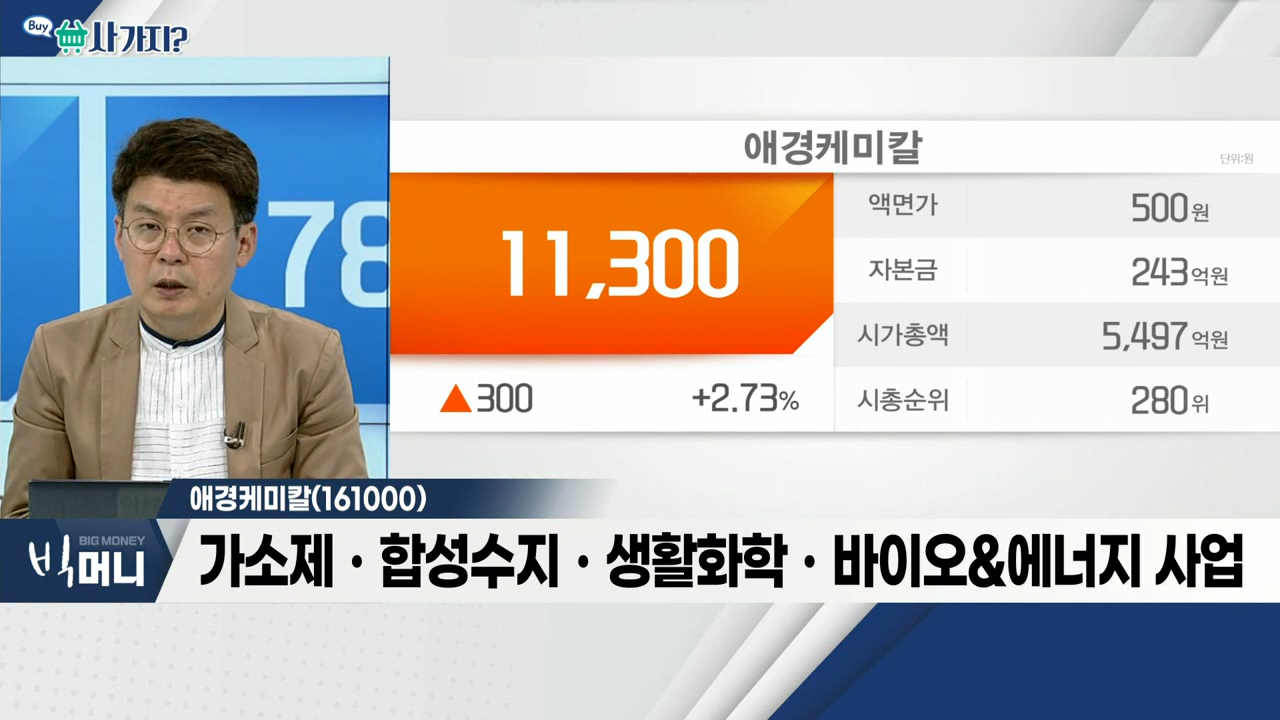 Buy
사가지?
78
애경케미칼
단위:원
11,300
▲300 +2.73%
액면가 500원
자본금 243억원
시가총액 5,497억원
시총순위 280위
애경케미칼(161000)
BIG MONEY
빅머니
가소제 · 합성수지 · 생활화학 · 바이오&에너지 사업